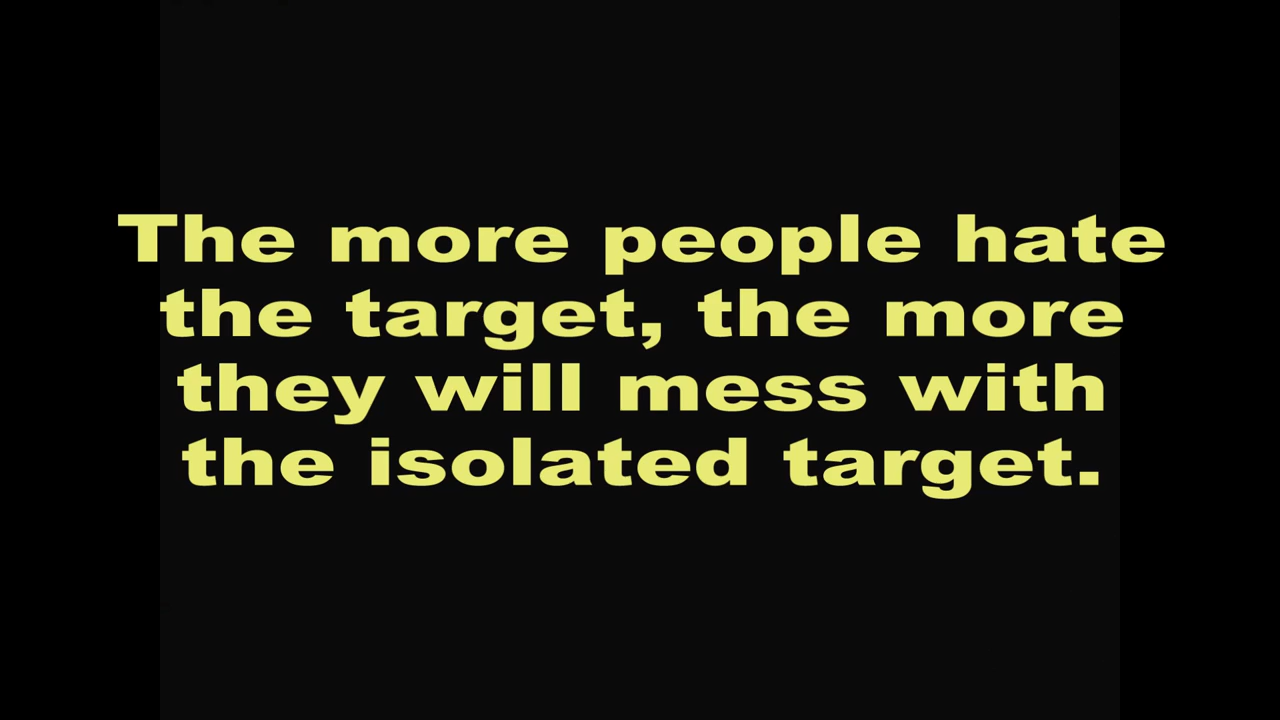 The more people hate
the target, the more
they will mess with
the isolated target.